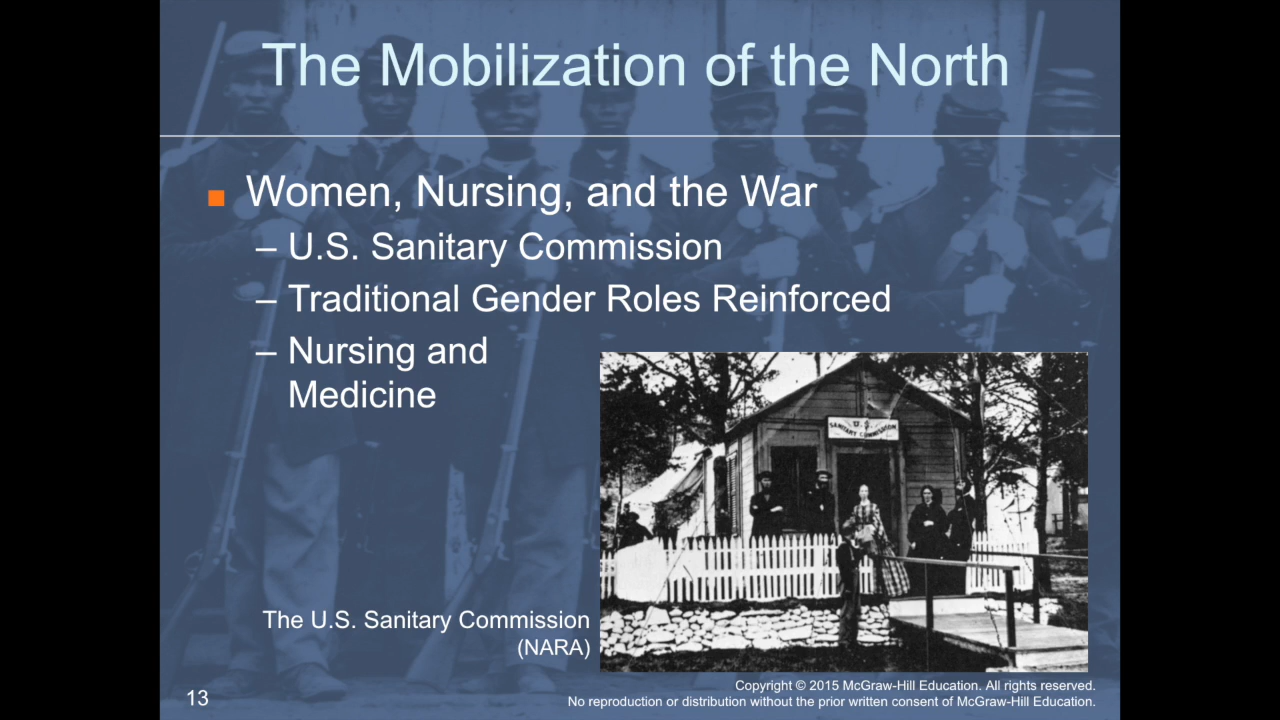 The Mobilization of the North
Women, Nursing, and the War
– U.S. Sanitary Commission
– Traditional Gender Roles Reinforced
– Nursing and
Medicine
U.S.
SANITARY COMMISSION
The U.S. Sanitary Commission
(NARA)
13
Copyright © 2015 McGraw-Hill Education. All rights reserved.
No reproduction or distribution without the prior written consent of McGraw-Hill Education.